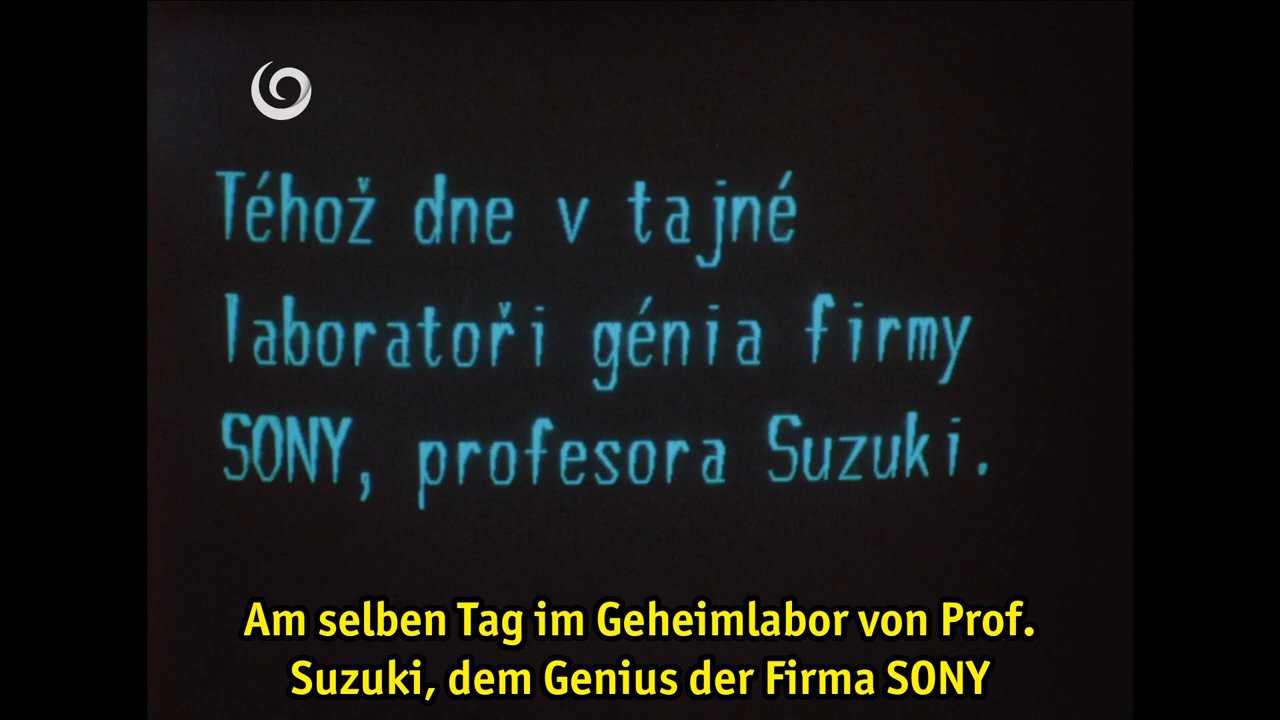 Téhož dne v tajné
laboratoři génia firmy
SONY, profesora Suzuki.
Am selben Tag im Geheimlabor von Prof.
Suzuki, dem Genius der Firma SONY